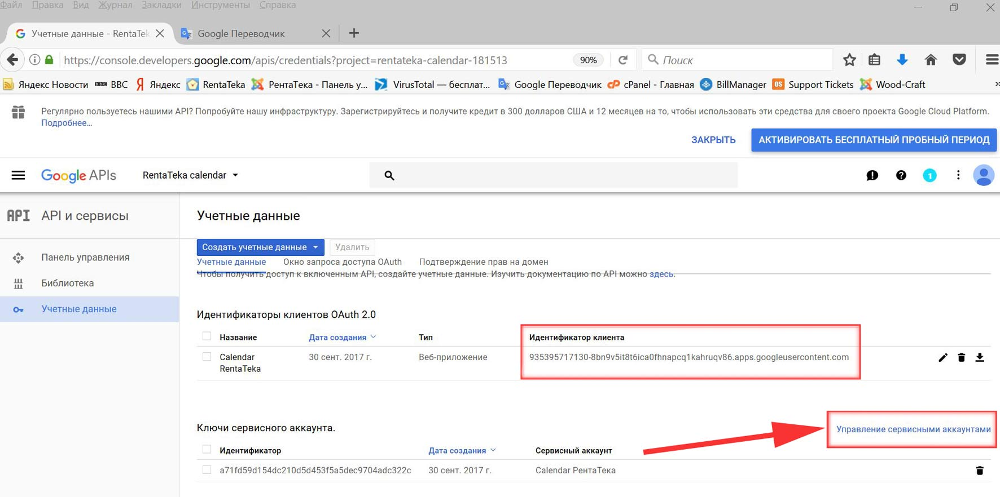 Файл Правка Вид Журнал Закладки Инструменты Справка
Учетные данные - RentaTek
Google Переводчик
https://console.developers.google.com/apis/credentials?project=rentateka-calendar-181513
90%
Поиск
Яндекс Новости
BBC BBC
Я Яндекс
RentaTeka
РентаТека - Панель у...
VirusTotal — бесплат...
Google Переводчик
cP cPanel - Главная
BillManager
OS Support Tickets
Wood-Craft
Регулярно пользуетесь нашими API? Попробуйте нашу инфраструктуру. Зарегистрируйтесь и получите кредит в 300 долларов США и 12 месяцев на то, чтобы использовать эти средства для своего проекта Google Cloud Platform.
Подробнее...
ЗАКРЫТЬ
АКТИВИРОВАТЬ БЕСПЛАТНЫЙ ПРОБНЫЙ ПЕРИОД
Google APIs
RentaTeka calendar
1
API API и сервисы
Учетные данные
Панель управления
Библиотека
Учетные данные
Создать учетные данные
Удалить
Учетные данные
Окно запроса доступа OAuth
Подтверждение прав на домен
Чтобы получить доступ к включенным API, создайте учетные данные. Изучить документацию по API можно здесь.
Идентификаторы клиентов OAuth 2.0
Название
Дата создания
Тип
Идентификатор клиента
Calendar
RentaTeka
30 сент. 2017 г.
Веб-приложение
935395717130-8bn9v5it8t6ica0fhnapcq1kahruqv86.apps.googleusercontent.com
Ключи сервисного аккаунта.
Управление сервисными аккаунтами
Идентификатор
Дата создания
Сервисный аккаунт
a71fd59d154dc210d5d453f5a5dec9704adc322c
30 сент. 2017 г.
Calendar РентаТека